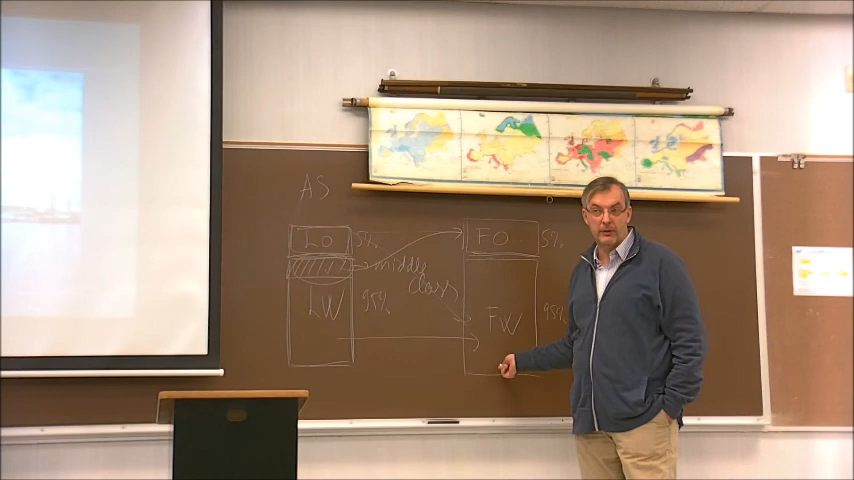 AS
LO 5%
middle
class
LW 95%
FO 5%
FW 95%